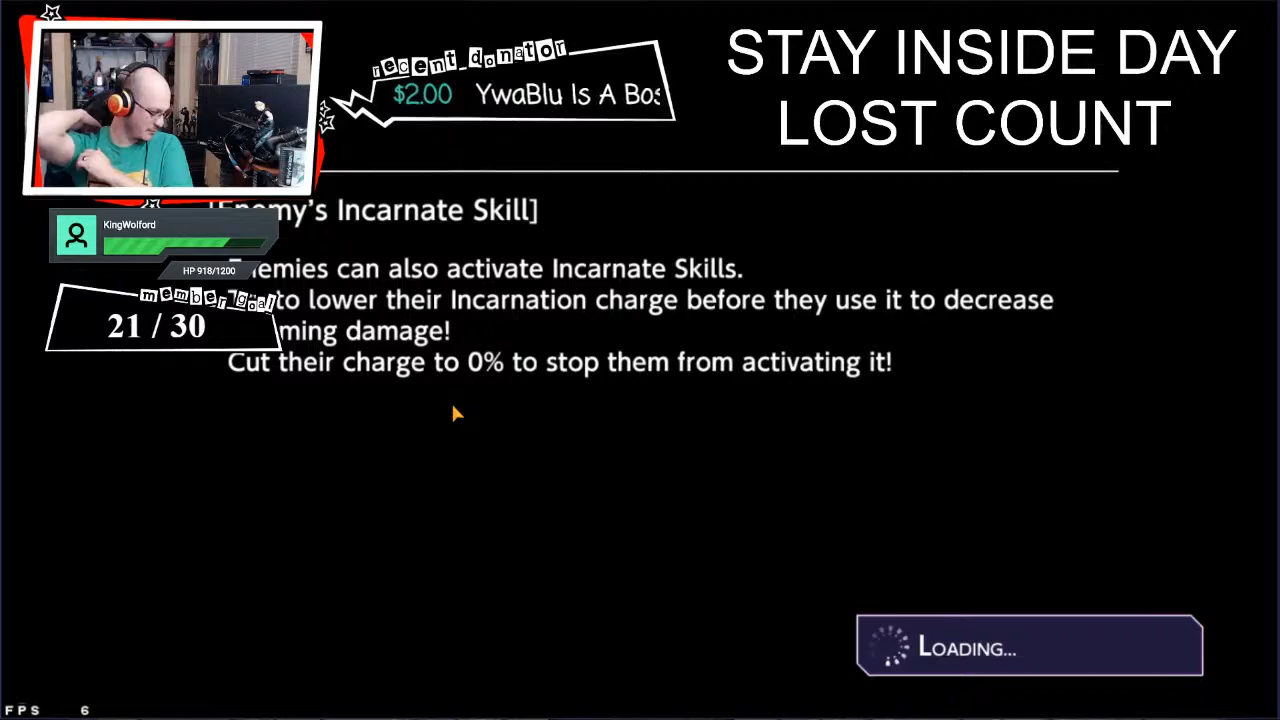 STAY INSIDE DAY
LOST COUNT
recent donator
$2.00 YwaBlu Is A Bos
[Enemy's Incarnate Skill]
KingWolford
HP 918/1200
Enemies can also activate Incarnate Skills.
to lower their Incarnation charge before they use it to decrease
ming damage!
Cut their charge to 0% to stop them from activating it!
member goal
21 / 30
LOADING...
FPS 6